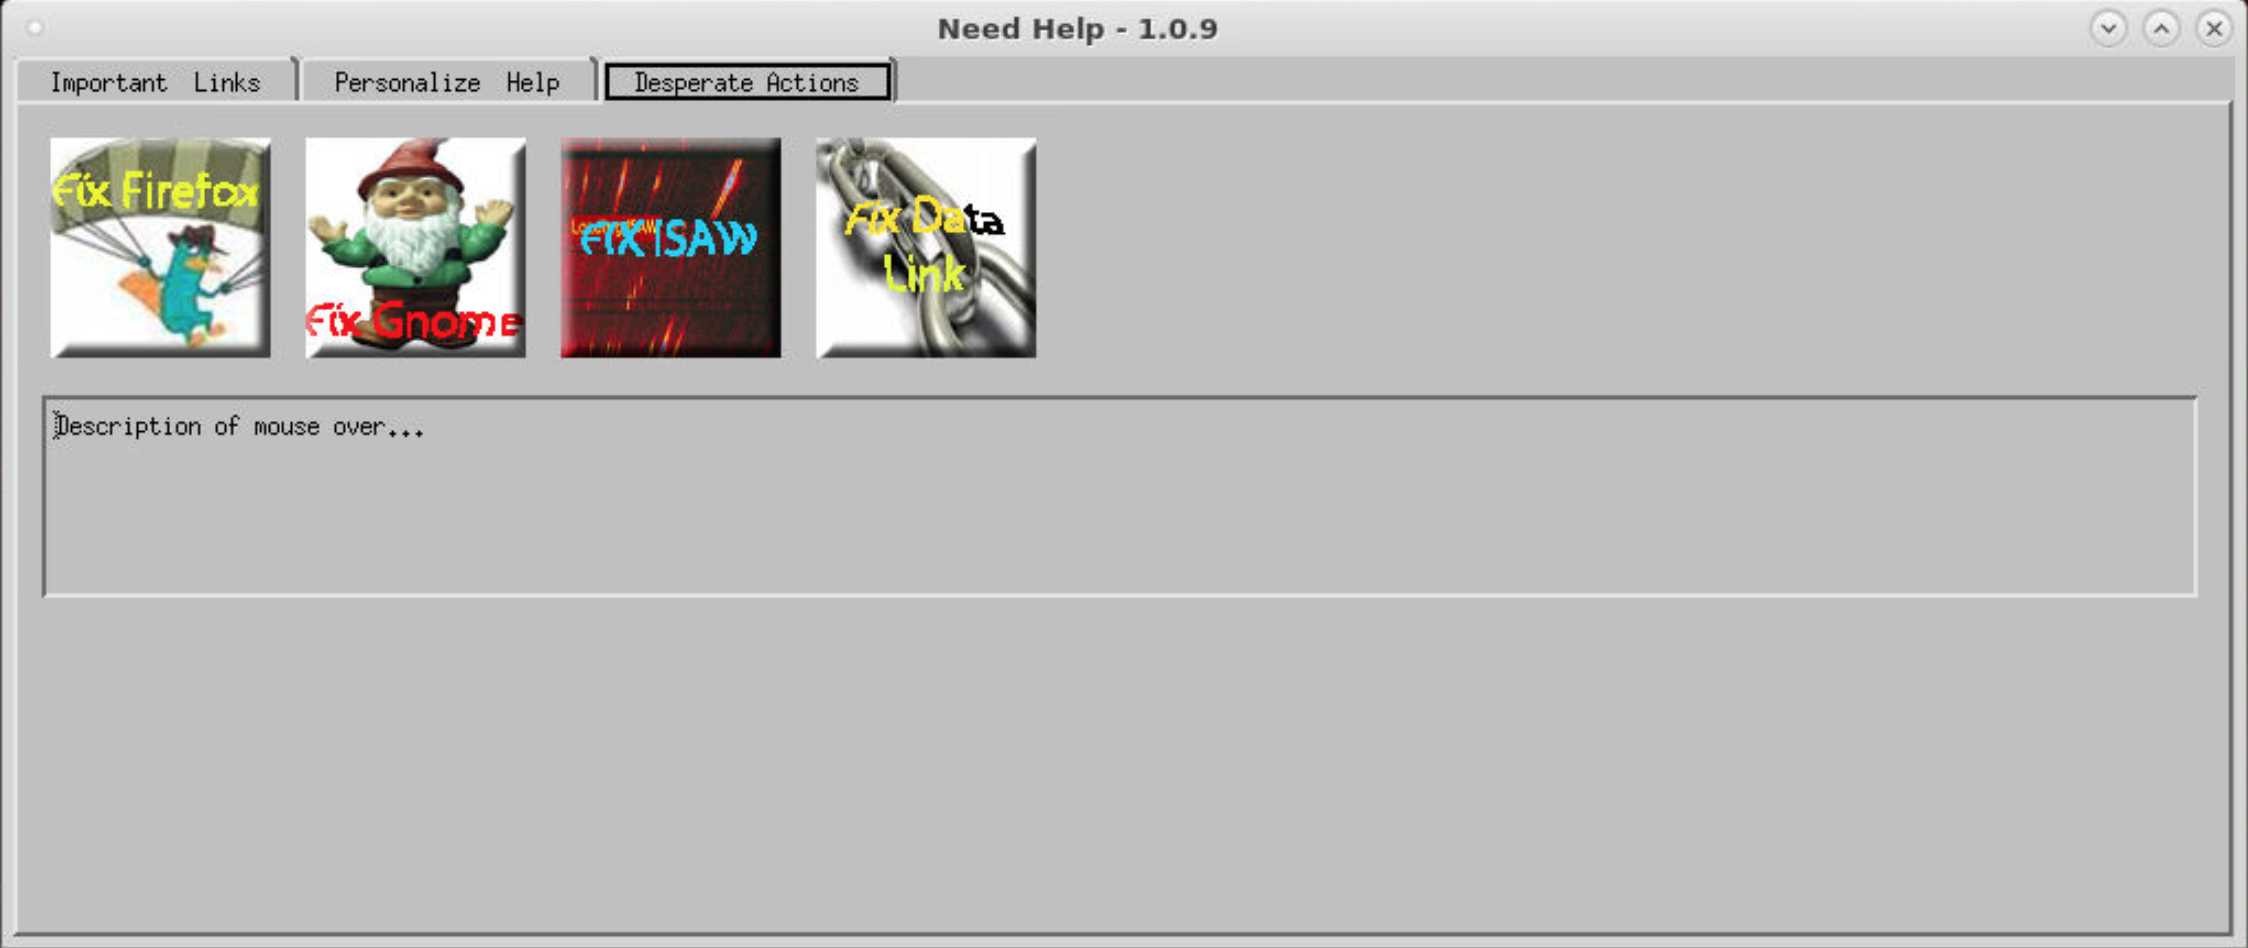 Need Help - 1.0.9
Important Links
Personalize Help
Desperate Actions
Fix Firefox
Fix Gnome
FIX ISAW
Fix Data
Link
Description of mouse over...